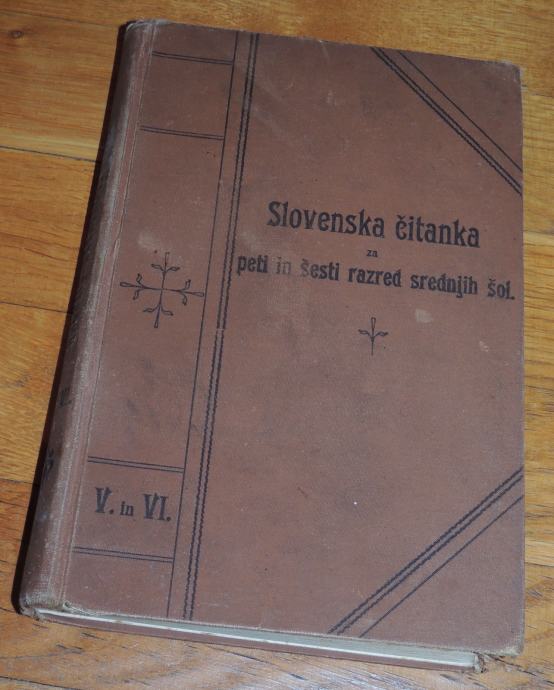 Slovenska čitanka
za
peti in šesti razred srednjih šol.
V. in VI.